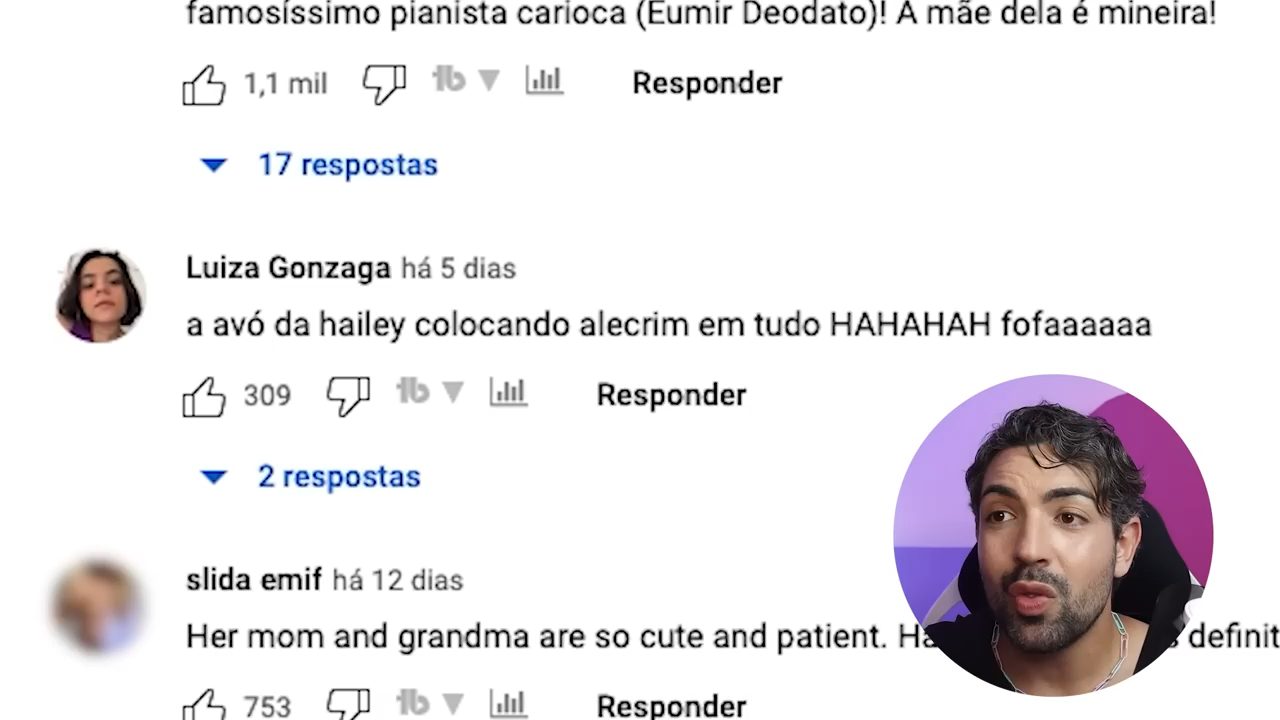 famosíssimo pianista carioca (Eumir Deodato)! A mãe dela é mineira!
1,1 mil
Responder
17 respostas
Luiza Gonzaga há 5 dias
a avó da hailey colocando alecrim em tudo HAHAHAH fofaaaaaa
309
Responder
2 respostas
slida emif há 12 dias
Her mom and grandma are so cute and patient.
753
Responder